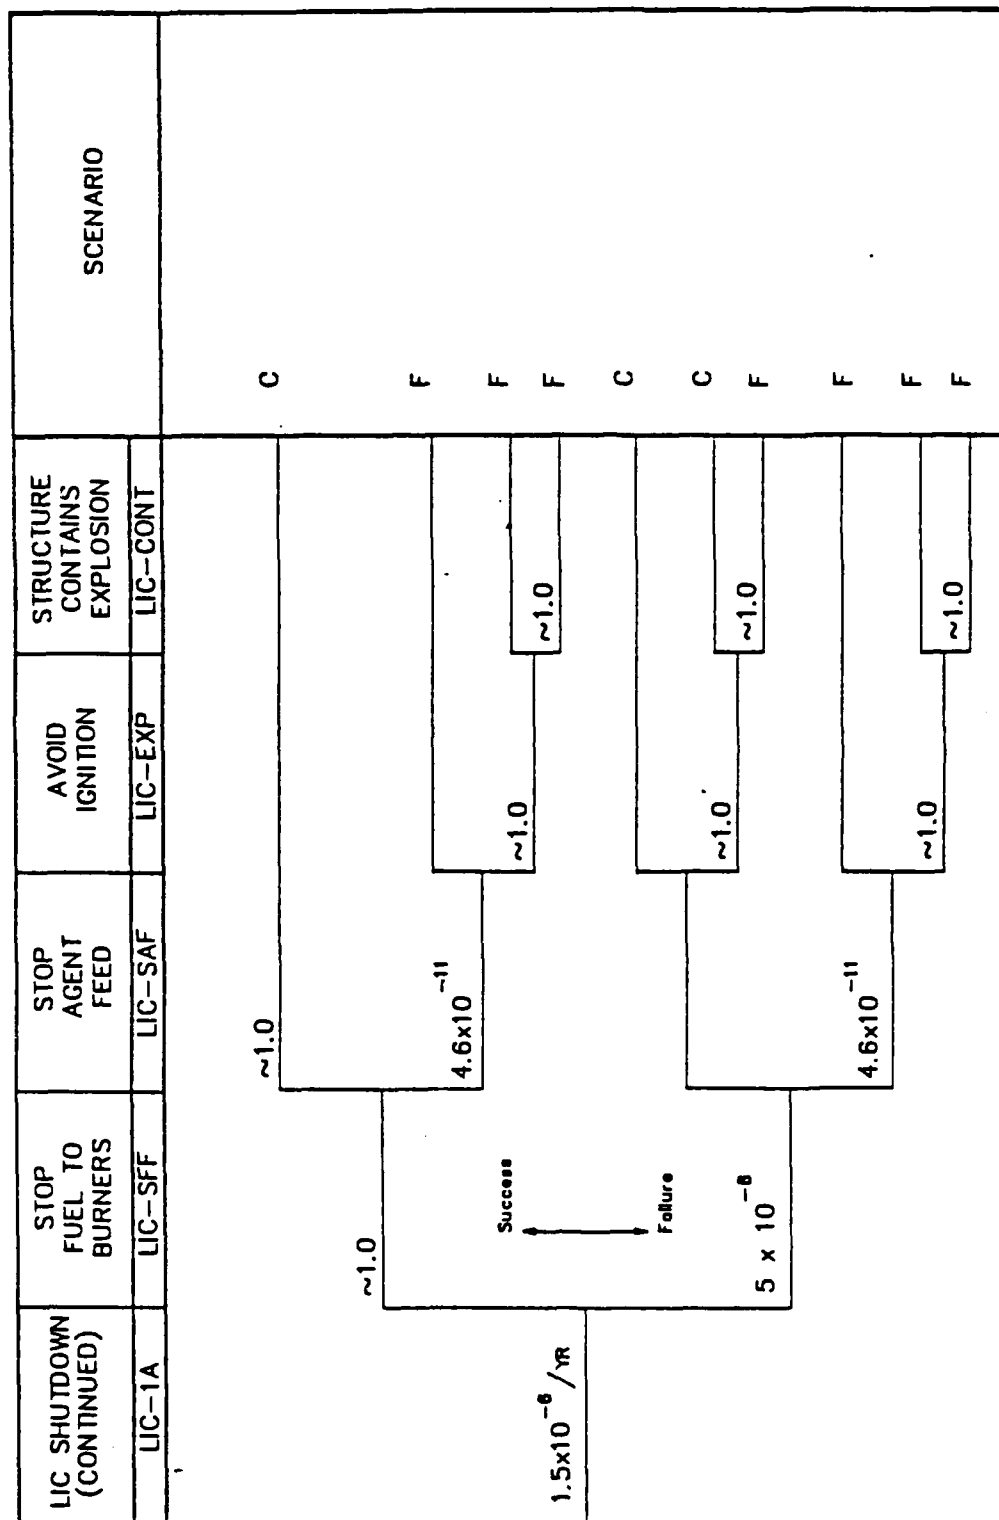 LIC SHUTDOWN
(CONTINUED)
STOP
FUEL TO
BURNERS
STOP
AGENT
FEED
AVOID
IGNITION
STRUCTURE
CONTAINS
EXPLOSION
SCENARIO
LIC-1A
LIC-SFF
LIC-SAF
LIC-EXP
LIC-CONT
~1.0
C
~1.0
F
4.6x10⁻¹¹
~1.0
F
~1.0
F
Success
1.5x10⁻⁶ /YR
C
Failure
~1.0
C
~1.0
F
5 x 10⁻⁶
F
4.6x10⁻¹¹
~1.0
F
~1.0
F